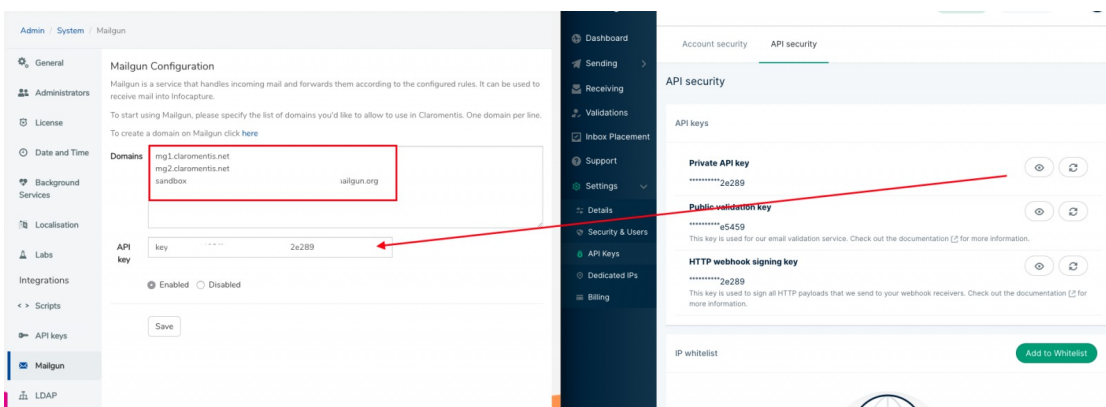 Admin / System / Mailgun
General
Administrators
License
Date and Time
Background
Services
Localisation
Labs
Integrations
Scripts
API keys
Mailgun
LDAP
Mailgun Configuration
Mailgun is a service that handles incoming mail and forwards them according to the configured rules. It can be used to
receive mail into Infocapture.
To start using Mailgun, please specify the list of domains you'd like to allow to use in Claromentis. One domain per line.
To create a domain on Mailgun click here
Domains
mg1.claromentis.net
mg2.claromentis.net
sandbox ailgun.org
API
key
key 2e289
Enabled Disabled
Save
Dashboard
Sending
Receiving
Validations
Inbox Placement
Support
Settings
Details
Security & Users
API Keys
Dedicated IPs
Billing
Account security API security
API security
API keys
Private API key
**********2e289
Public validation key
**********e5459
This key is used for our email validation service. Check out the documentation for more information.
HTTP webhook signing key
**********2e289
This key is used to sign all HTTP payloads that we send to your webhook receivers. Check out the documentation for
more information.
IP whitelist
Add to Whitelist